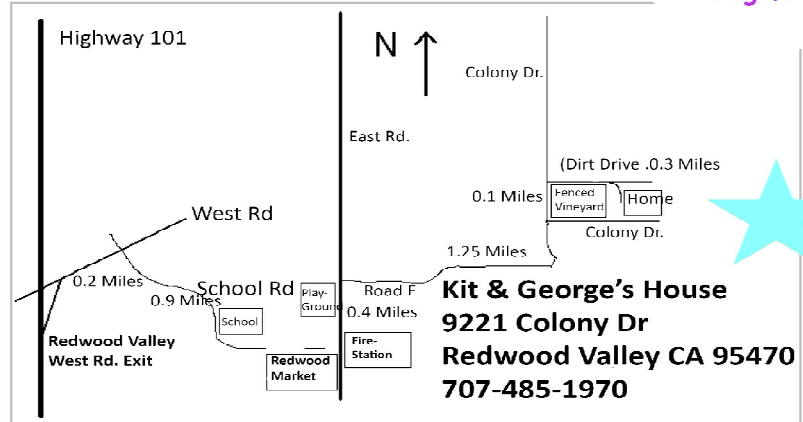 Highway 101
N
Colony Dr.
East Rd.
(Dirt Drive .0.3 Miles
0.1 Miles
Fenced
Vineyard
Home
West Rd
Colony Dr.
1.25 Miles
0.2 Miles
School Rd
0.9 Miles
Play-
Ground
Road F
0.4 Miles
School
Fire-
Station
Redwood Valley
West Rd. Exit
Redwood
Market
Kit & George’s House
9221 Colony Dr
Redwood Valley CA 95470
707-485-1970